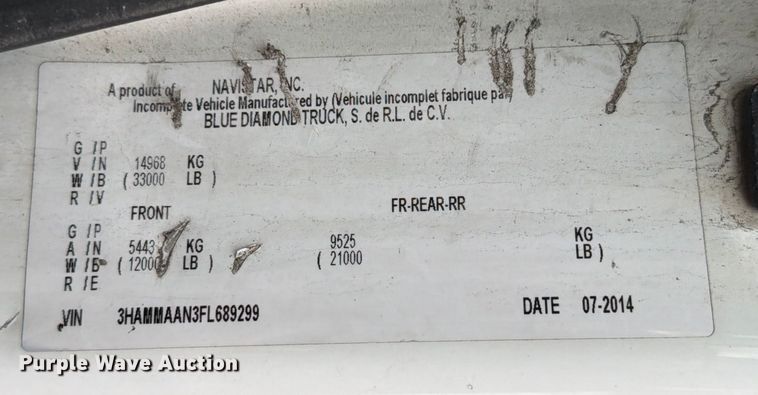 A product of NAVISTAR, INC.
Incomplete Vehicle Manufactured by (Vehicule incomplet fabrique par)
BLUE DIAMOND TRUCK, S. de R.L. de C.V.
G / P
V / N 14968 KG
W / B ( 33000 LB )
R / V
FRONT FR-REAR-RR
G / P
A / N 5443 KG 9525 KG
W / B ( 12000 LB ) ( 21000 LB )
R / E
VIN 3HAMMAAN3FL689299 DATE 07-2014
Purple Wave Auction